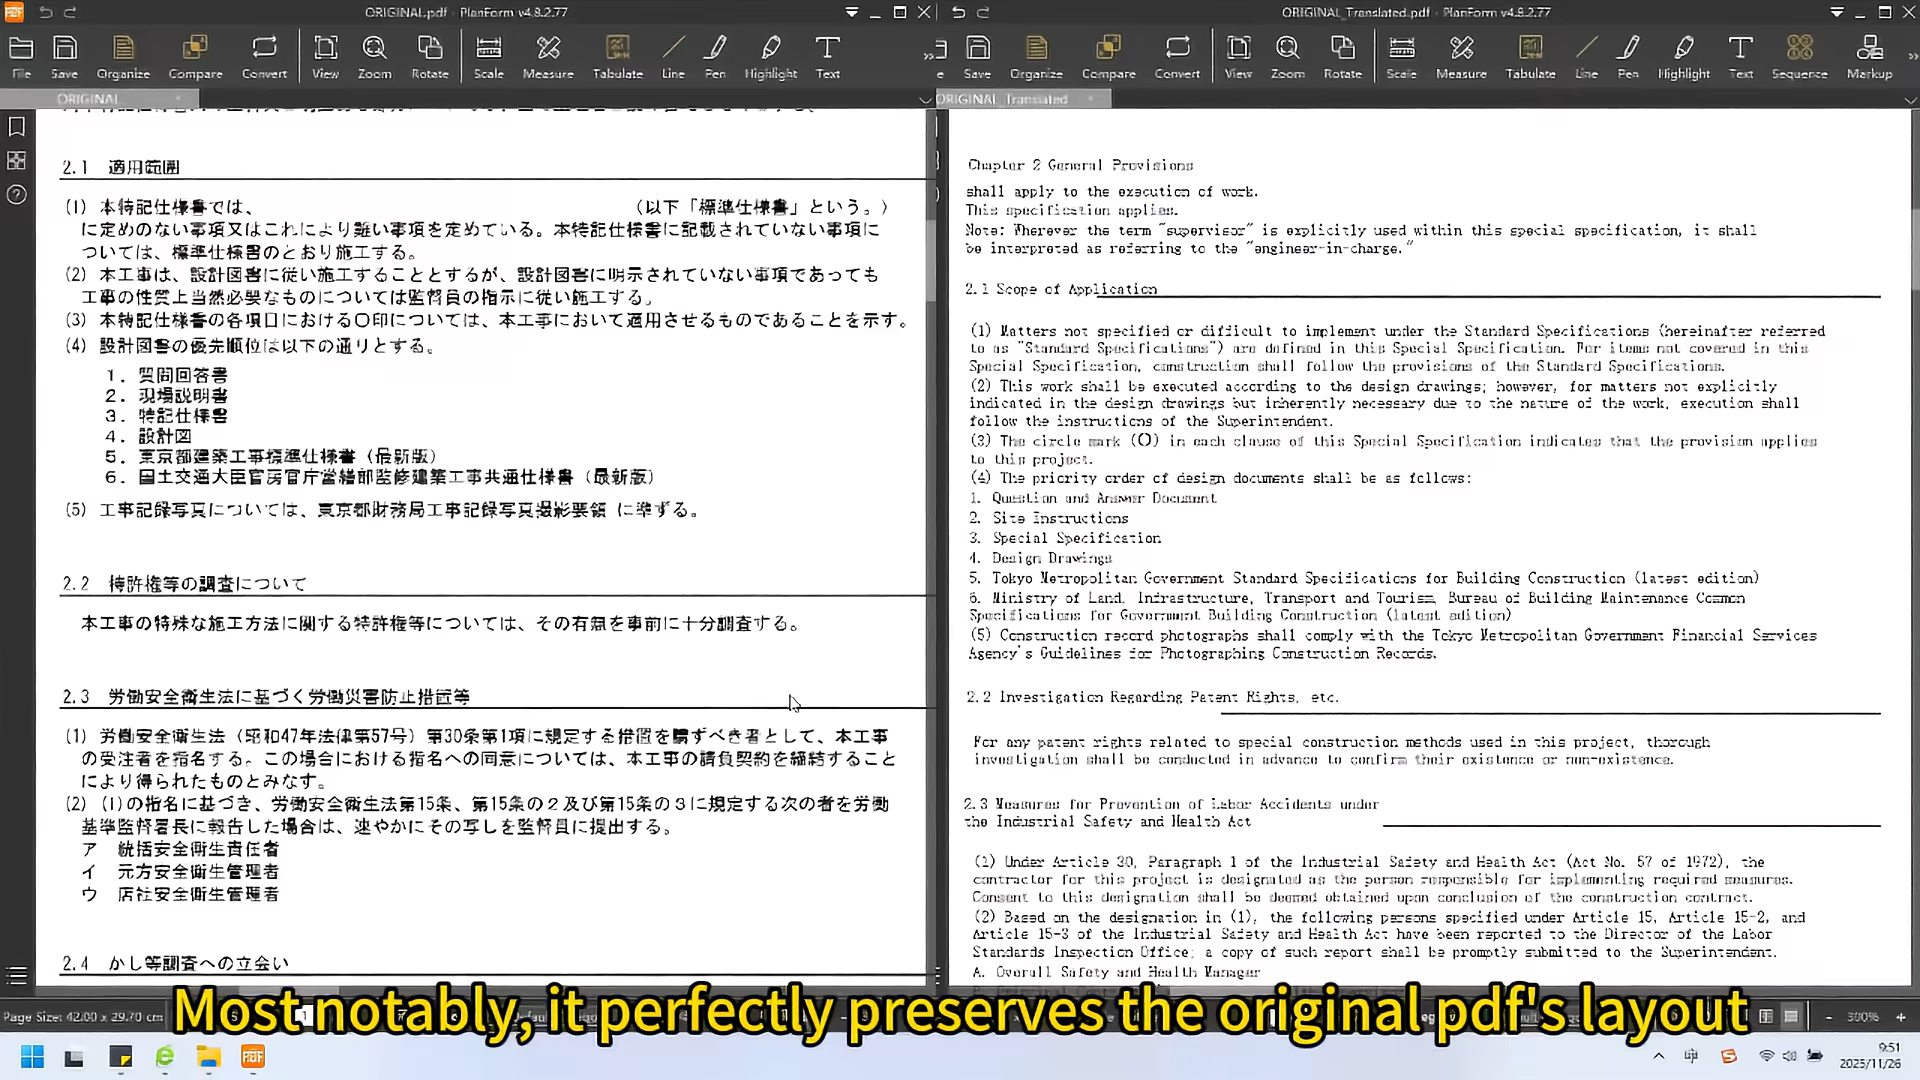 ORIGINAL.pdf - PlanForm v4.8.2.77
File Save Organize Compare Convert View Zoom Rotate Scale Measure Tabulate Line Pen Highlight Text
ORIGINAL
2.1 適用範囲
(1) 本特記仕様書では、 (以下「標準仕様書」という。)
に定めのない事項又はこれにより難い事項を定めている。本特記仕様書に記載されていない事項に
ついては、標準仕様書のとおり施工する。
(2) 本工事は、設計図書に従い施工することとするが、設計図書に明示されていない事項であっても
工事の性質上当然必要なものについては監督員の指示に従い施工する。
(3) 本特記仕様書の各項目における〇印については、本工事において適用させるものであることを示す。
(4) 設計図書の優先順位は以下の通りとする。
1. 質問回答書
2. 現場説明書
3. 特記仕様書
4. 設計図
5. 東京都建築工事標準仕様書(最新版)
6. 国土交通大臣官房官庁営繕部監修建築工事共通仕様書(最新版)
(5) 工事記録写真については、東京都財務局工事記録写真撮影要領 に準ずる。
2.2 特許権等の調査について
本工事の特殊な施工方法に関する特許権等については、その有無を事前に十分調査する。
2.3 労働安全衛生法に基づく労働災害防止措置等
(1) 労働安全衛生法(昭和47年法律第57号)第30条第1項に規定する措置を購ずべき者として、本工事
の受注者を指名する。この場合における指名への同意については、本工事の請負契約を締結すること
により得られたものとみなす。
(2) (1)の指名に基づき、労働安全衛生法第15条、第15条の2及び第15条の3に規定する次の者を労働
基準監督署長に報告した場合は、速やかにその写しを監督員に提出する。
ア 統括安全衛生責任者
イ 元方安全衛生管理者
ウ 店社安全衛生管理者
2.4 かし等調査への立会い
Page Size: 42.00 x 29.70 cm
ORIGINAL_Translated.pdf - PlanForm v4.8.2.77
Save Organize Compare Convert View Zoom Rotate Scale Measure Tabulate Line Pen Highlight Text Sequence Markup
ORIGINAL_Translated
Chapter 2 General Provisions
shall apply to the execution of work.
This specification applies.
Note: Wherever the term "supervisor" is explicitly used within this special specification, it shall
be interpreted as referring to the "engineer-in-charge."
2.1 Scope of Application
(1) Matters not specified or difficult to implement under the Standard Specifications (hereinafter referred
to as "Standard Specifications") are defined in this Special Specification. For items not covered in this
Special Specification, construction shall follow the provisions of the Standard Specifications.
(2) This work shall be executed according to the design drawings; however, for matters not explicitly
indicated in the design drawings but inherently necessary due to the nature of the work, execution shall
follow the instructions of the Superintendent.
(3) The circle mark (O) in each clause of this Special Specification indicates that the provision applies
to this project.
(4) The priority order of design documents shall be as follows:
1. Question and Answer Document
2. Site Instructions
3. Special Specification
4. Design Drawings
5. Tokyo Metropolitan Government Standard Specifications for Building Construction (latest edition)
6. Ministry of Land, Infrastructure, Transport and Tourism, Bureau of Building Maintenance Common
Specifications for Government Building Construction (latest edition)
(5) Construction record photographs shall comply with the Tokyo Metropolitan Government Financial Services
Agency's Guidelines for Photographing Construction Records.
2.2 Investigation Regarding Patent Rights, etc.
For any patent rights related to special construction methods used in this project, thorough
investigation shall be conducted in advance to confirm their existence or non-existence.
2.3 Measures for Prevention of Labor Accidents under
the Industrial Safety and Health Act
(1) Under Article 30, Paragraph 1 of the Industrial Safety and Health Act (Act No. 57 of 1972), the
contractor for this project is designated as the person responsible for implementing required measures.
Consent to this designation shall be deemed obtained upon conclusion of the construction contract.
(2) Based on the designation in (1), the following persons specified under Article 15, Article 15-2, and
Article 15-3 of the Industrial Safety and Health Act have been reported to the Director of the Labor
Standards Inspection Office; a copy of such report shall be promptly submitted to the Superintendent.
A. Overall Safety and Health Manager
300%
Most notably, it perfectly preserves the original pdf's layout
中
9:51
2025/11/26